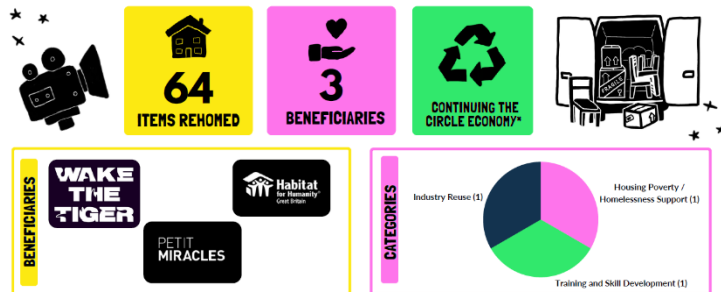 64
ITEMS REHOMED
3
BENEFICIARIES
CONTINUING THE
CIRCLE ECONOMY"
FRAGILE
BENEFICIARIES
WAKE
THE
TIGER
Habitat
for Humanity®
Great Britain
PETIT
MIRACLES
CATEGORIES
Industry Reuse (1)
Housing Poverty /
Homelessness Support (1)
Training and Skill Development (1)